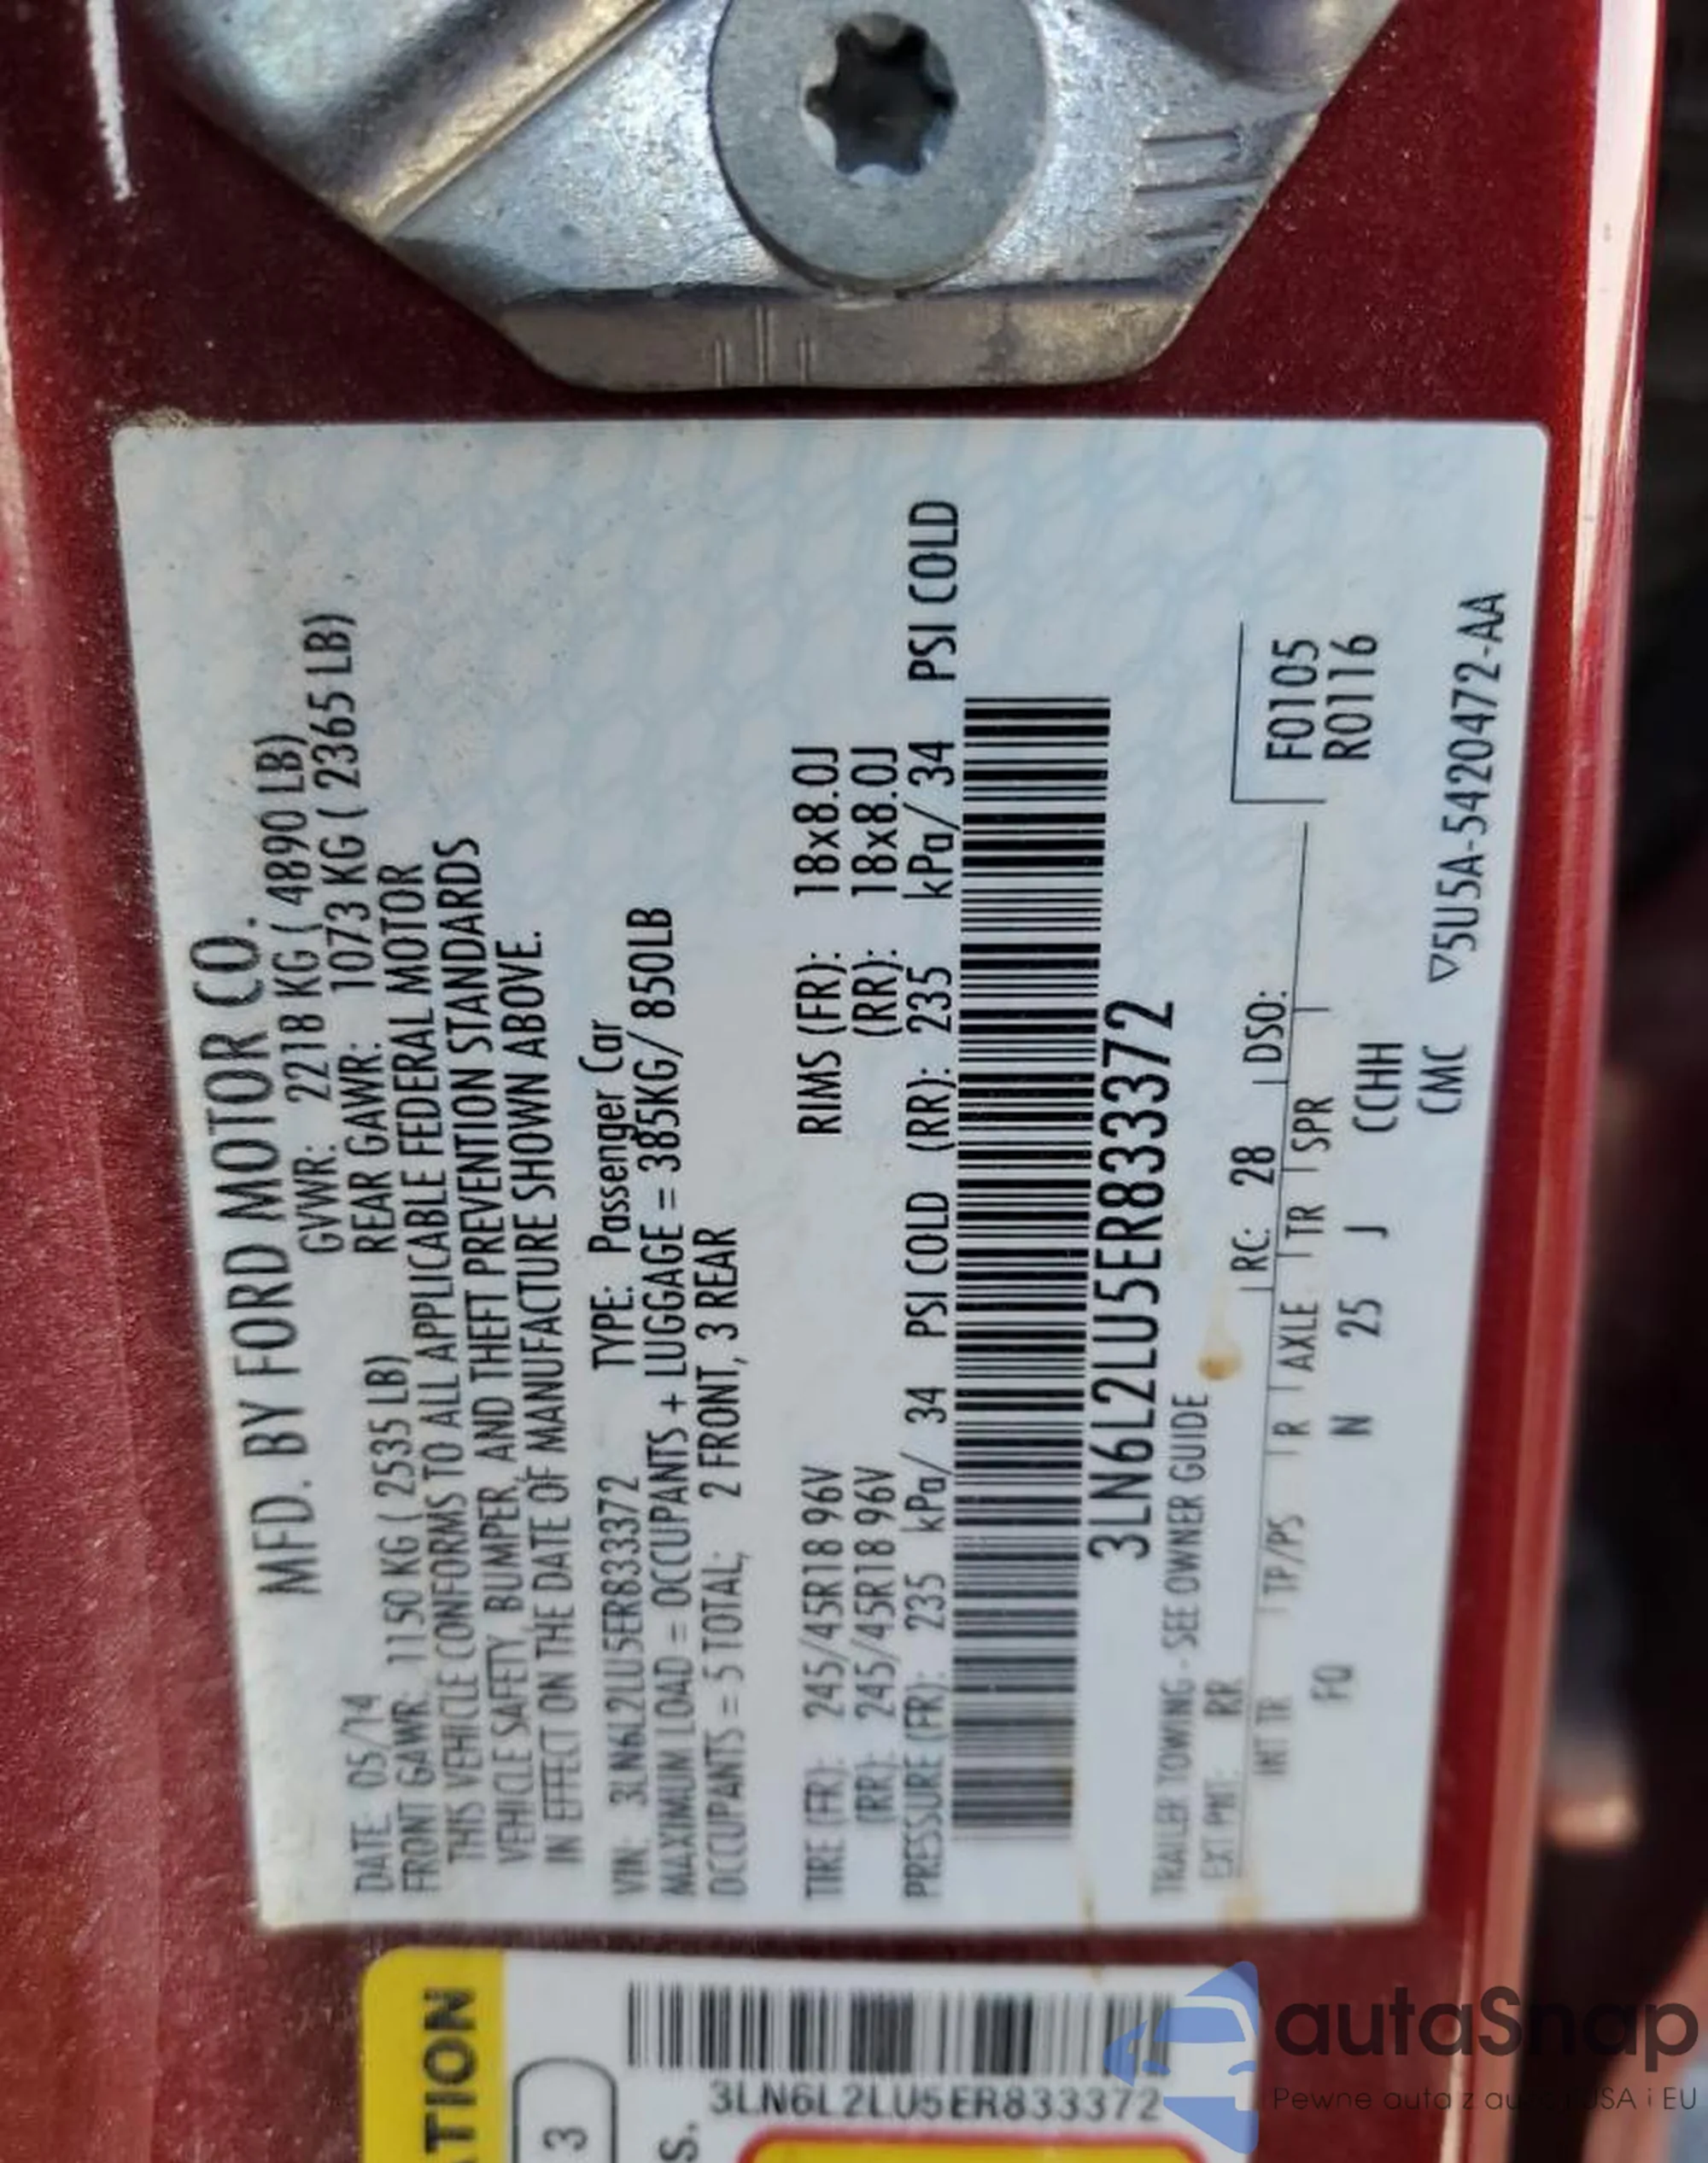 MFD. BY FORD MOTOR CO.
DATE: 05/14 GVWR: 2218 KG ( 4890 LB)
FRONT GAWR: 1150 KG ( 2535 LB) REAR GAWR: 1073 KG ( 2365 LB)
THIS VEHICLE CONFORMS TO ALL APPLICABLE FEDERAL MOTOR
VEHICLE SAFETY, BUMPER, AND THEFT PREVENTION STANDARDS
IN EFFECT ON THE DATE OF MANUFACTURE SHOWN ABOVE.
VIN: 3LN6L2LU5ER833372 TYPE: Passenger Car
MAXIMUM LOAD = OCCUPANTS + LUGGAGE = 385KG/ 850LB
OCCUPANTS = 5 TOTAL; 2 FRONT, 3 REAR
TIRE (FR): 245/45R18 96V RIMS (FR): 18x8.0J
(RR): 245/45R18 96V (RR): 18x8.0J
PRESSURE (FR): 235 kPa/ 34 PSI COLD (RR): 235 kPa/ 34 PSI COLD
3LN6L2LU5ER833372
TRAILER TOWING - SEE OWNER GUIDE
EXT PNT: RR RC: 28 DSO:
F0105
R0116
INT TR TP/PS R AXLE TR SPR
FQ N 25 J CCHH
CMC ▽5U5A-5420472-AA
ATION
3
3LN6L2LU5ER833372
S.
autaSnap
Pewne auta z USA i EU